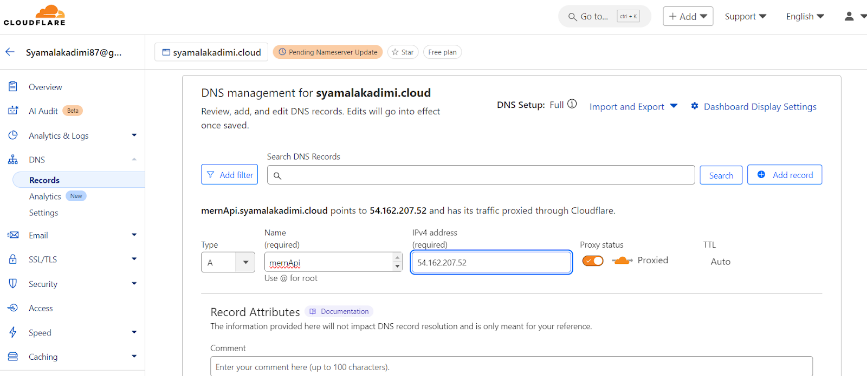 CLOUDFLARE
Go to... ctrl + K
Add
Support
English
Syamalakadimi87@g...
syamalakadimi.cloud
Pending Nameserver Update
Star
Free plan
Overview
AI Audit Beta
Analytics & Logs
DNS
Records
Analytics New
Settings
Email
SSL/TLS
Security
Access
Speed
Caching
DNS management for syamalakadimi.cloud
Review, add, and edit DNS records. Edits will go into effect
once saved.
DNS Setup: Full
Import and Export
Dashboard Display Settings
Search DNS Records
Add filter
Search
Add record
mernApi.syamalakadimi.cloud points to 54.162.207.52 and has its traffic proxied through Cloudflare.
Type
A
Name
(required)
mernApi
Use @ for root
IPv4 address
(required)
54.162.207.52
Proxy status
Proxied
TTL
Auto
Record Attributes Documentation
The information provided here will not impact DNS record resolution and is only meant for your reference.
Comment
Enter your comment here (up to 100 characters).